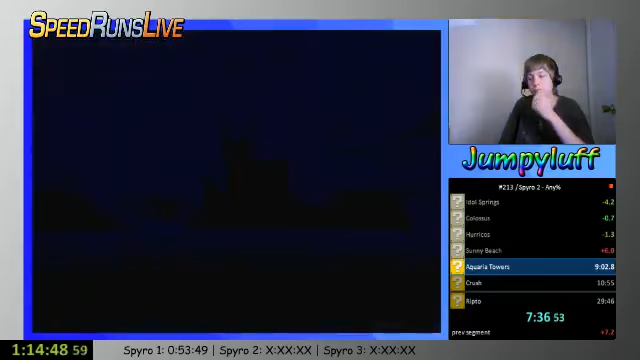 SPEEDRUNSLIVE
Jumpyluff
#213 / Spyro 2 - Any%
Idol Springs -4.2
Colossus -0.7
Hurricos -1.3
Sunny Beach +6.0
Aquaria Towers 9:02.8
Crush 10:55
Ripto 29:46
7:36 53
prev segment +7.2
1:14:48 59 Spyro 1: 0:53:49 | Spyro 2: X:XX:XX | Spyro 3: X:XX:XX